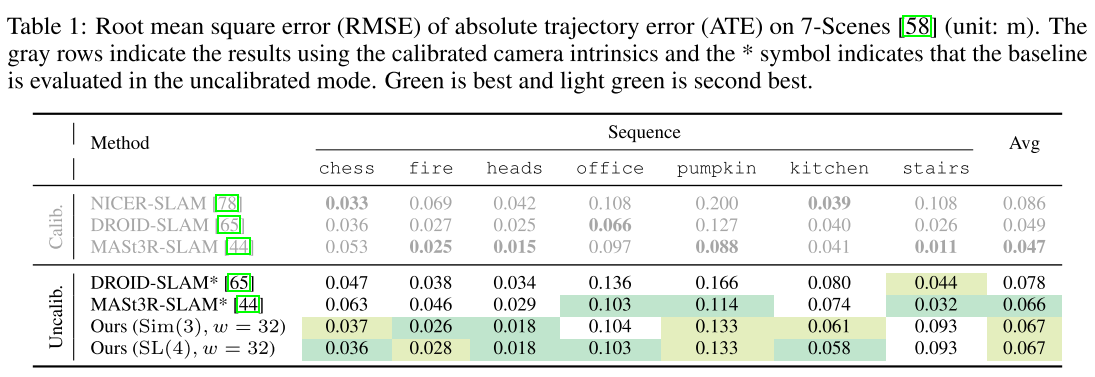 Table 1: Root mean square error (RMSE) of absolute trajectory error (ATE) on 7-Scenes [58] (unit: m). The
gray rows indicate the results using the calibrated camera intrinsics and the * symbol indicates that the baseline
is evaluated in the uncalibrated mode. Green is best and light green is second best.
Method Sequence Avg
chess fire heads office pumpkin kitchen stairs
Calib.
NICER-SLAM [78] 0.033 0.069 0.042 0.108 0.200 0.039 0.108 0.086
DROID-SLAM [65] 0.036 0.027 0.025 0.066 0.127 0.040 0.026 0.049
MASt3R-SLAM [44] 0.053 0.025 0.015 0.097 0.088 0.041 0.011 0.047
Uncalib.
DROID-SLAM* [65] 0.047 0.038 0.034 0.136 0.166 0.080 0.044 0.078
MASt3R-SLAM* [44] 0.063 0.046 0.029 0.103 0.114 0.074 0.032 0.066
Ours (Sim(3), w = 32) 0.037 0.026 0.018 0.104 0.133 0.061 0.093 0.067
Ours (SL(4), w = 32) 0.036 0.028 0.018 0.103 0.133 0.058 0.093 0.067